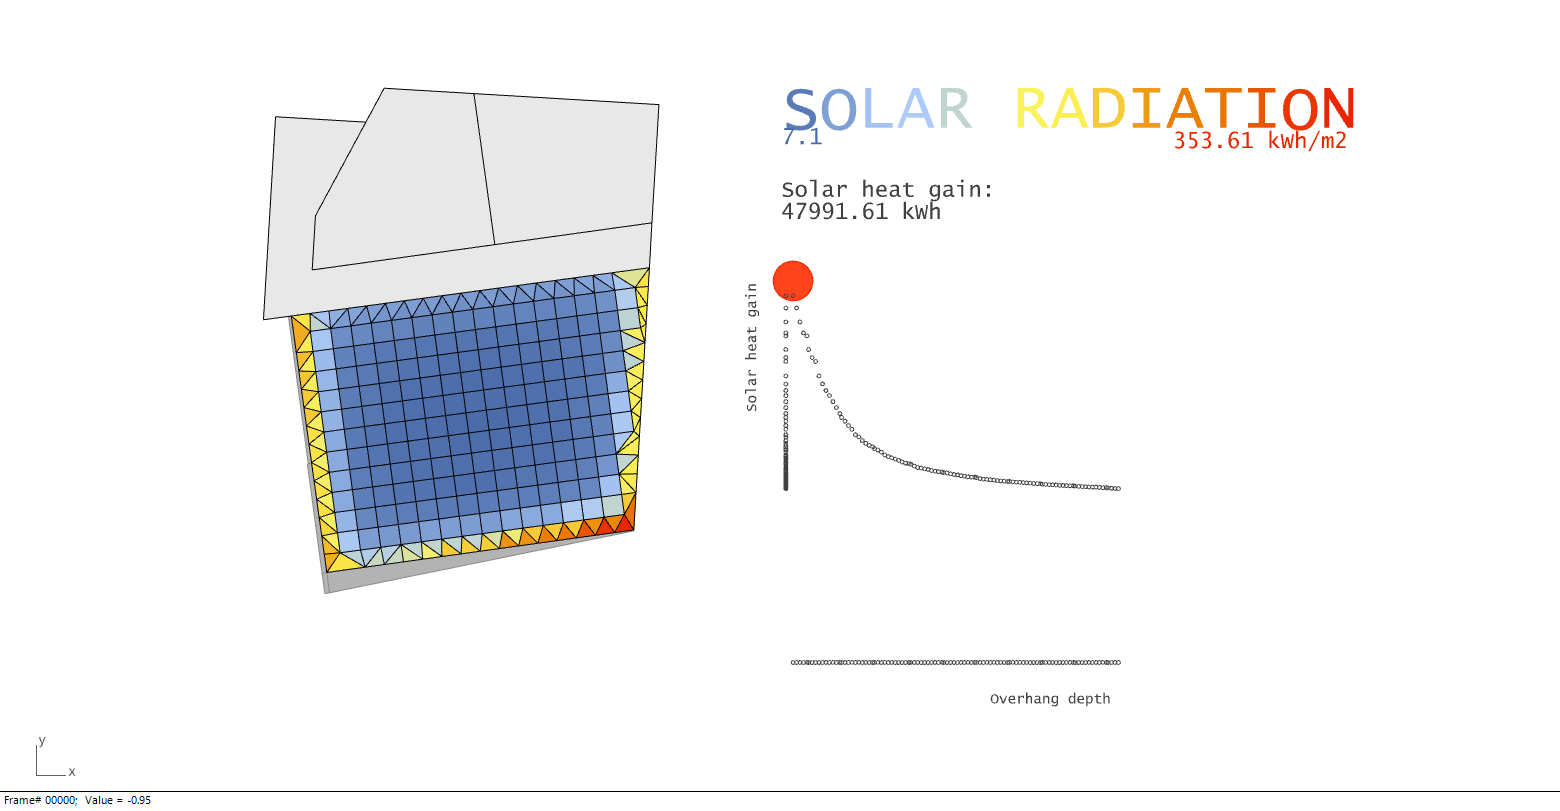 SOLAR RADIATION
7.1
353.61 kWh/m2
Solar heat gain:
47991.61 kWh
Solar heat gain
Overhang depth
y
x
Frame# 00000; Value = -0.95